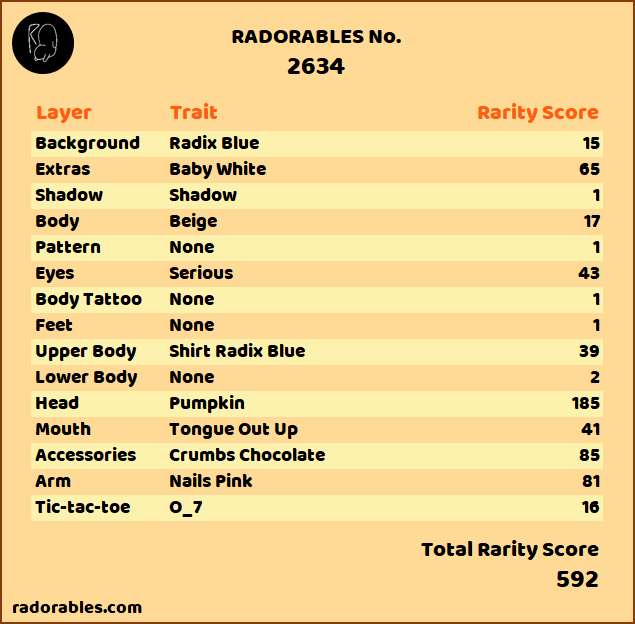 RADORABLES No.
2634
Layer Trait Rarity Score
Background Radix Blue 15
Extras Baby White 65
Shadow Shadow 1
Body Beige 17
Pattern None 1
Eyes Serious 43
Body Tattoo None 1
Feet None 1
Upper Body Shirt Radix Blue 39
Lower Body None 2
Head Pumpkin 185
Mouth Tongue Out Up 41
Accessories Crumbs Chocolate 85
Arm Nails Pink 81
Tic-tac-toe O_7 16
Total Rarity Score
592
radorables.com